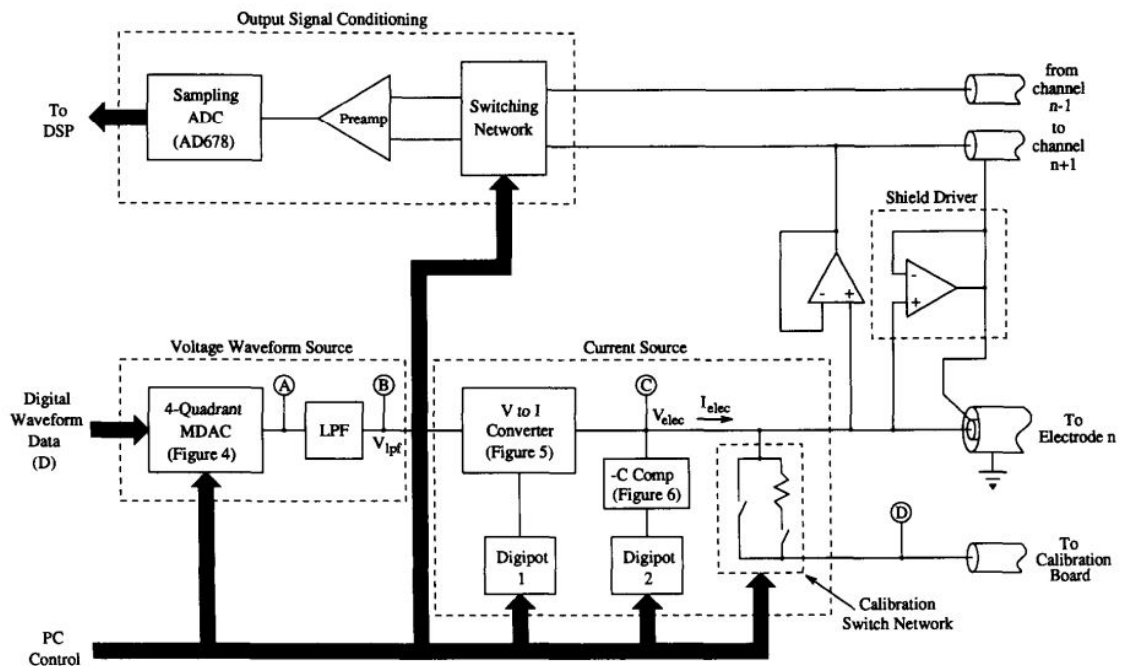 Output Signal Conditioning
To
DSP
Sampling
ADC
(AD678)
Preamp
Switching
Network
from
channel
n-1
to
channel
n+1
Shield Driver
-
+
-
+
Voltage Waveform Source
Current Source
Digital
Waveform
Data
(D)
4-Quadrant
MDAC
(Figure 4)
A
LPF
B
V_lpf
V to I
Converter
(Figure 5)
C
V_elec
I_elec
-C Comp
(Figure 6)
To
Electrode n
D
Digipot
1
Digipot
2
To
Calibration
Board
Calibration
Switch Network
PC
Control